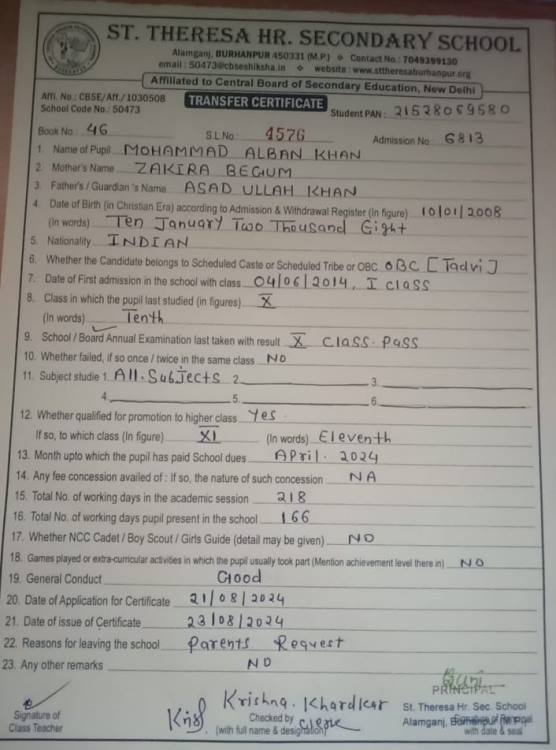 ST. THERESA HR. SECONDARY SCHOOL
Alamganj, BURHANPUR 450331 (M.P.) ❖ Contact No.: 7049399130
email : 50473@cbseshiksha.in ❖ website : www.sttheresaburhanpur.org
Affiliated to Central Board of Secondary Education, New Delhi
Affi. No.: CBSE/Aff./1030508
School Code No.: 50473
TRANSFER CERTIFICATE
Student PAN : 21528069580
Book No.: 46 S.L.No.: 4576 Admission No. 6813
1. Name of Pupil MOHAMMAD ALBAN KHAN
2. Mother's Name ZAKIRA BEGUM
3. Father's / Guardian 's Name ASAD ULLAH KHAN
4. Date of Birth (in Christian Era) according to Admission & Withdrawal Register (In figure) 10/01/2008
(In words) Ten January Two Thousand Eight
5. Nationality INDIAN
6. Whether the Candidate belongs to Scheduled Caste or Scheduled Tribe or OBC OBC [Tadvi]
7. Date of First admission in the school with class 04/06/2014, I class
8. Class in which the pupil last studied (in figures) X
(In words) Tenth
9. School / Board Annual Examination last taken with result X class. Pass
10. Whether failed, if so once / twice in the same class NO
11. Subject studie 1. All. Subjects 2. 3.
4. 5. 6.
12. Whether qualified for promotion to higher class Yes.
If so, to which class (In figure) XI (In words) Eleventh
13. Month upto which the pupil has paid School dues April. 2024
14. Any fee concession availed of : If so, the nature of such concession NA
15. Total No. of working days in the academic session 218
16. Total No. of working days pupil present in the school 166
17. Whether NCC Cadet / Boy Scout / Girls Guide (detail may be given) NO
18. Games played or extra-curricular activities in which the pupil usually took part (Mention achievement level there in) NO
19. General Conduct Good
20. Date of Application for Certificate 21/08/2024
21. Date of issue of Certificate 23/08/2024
22. Reasons for leaving the school Parents Request
23. Any other remarks NO
Signature of
Class Teacher
Krishna. Khardkar
Checked by
(with full name & designation)
PRINCIPAL
St. Theresa Hr. Sec. School
Alamganj, Burhanpur (M.P.)
Signature of Principal
with date & seal